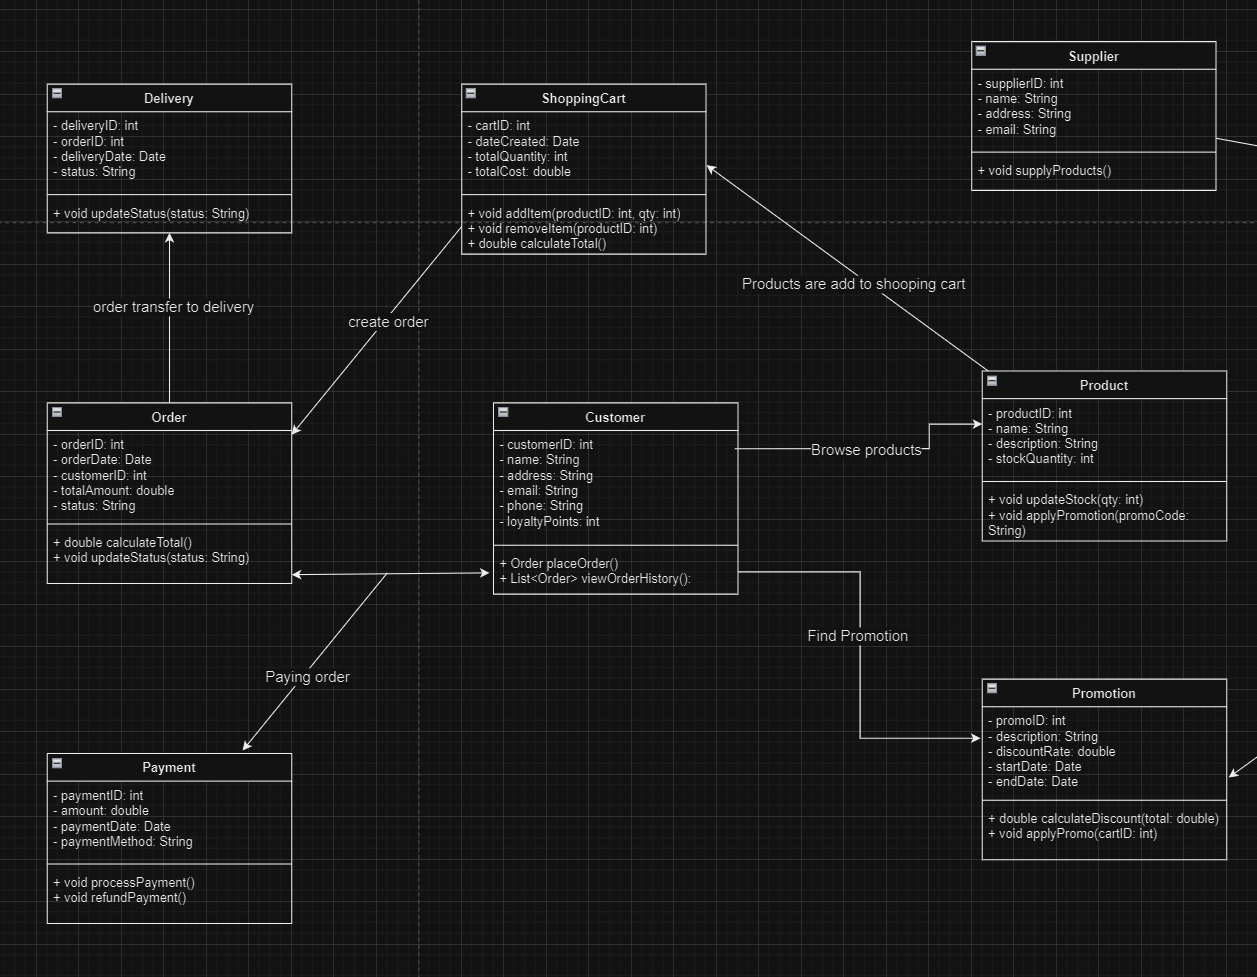 Supplier
- supplierID: int
- name: String
- address: String
- email: String
+ void supplyProducts()
Delivery
- deliveryID: int
- orderID: int
- deliveryDate: Date
- status: String
+ void updateStatus(status: String)
ShoppingCart
- cartID: int
- dateCreated: Date
- totalQuantity: int
- totalCost: double
+ void addItem(productID: int, qty: int)
+ void removeItem(productID: int)
+ double calculateTotal()
Products are add to shooping cart
order transfer to delivery
create order
Product
- productID: int
- name: String
- description: String
- stockQuantity: int
+ void updateStock(qty: int)
+ void applyPromotion(promoCode:
String)
Order
- orderID: int
- orderDate: Date
- customerID: int
- totalAmount: double
- status: String
+ double calculateTotal()
+ void updateStatus(status: String)
Customer
- customerID: int
- name: String
- address: String
- email: String
- phone: String
- loyaltyPoints: int
+ Order placeOrder()
+ List<Order> viewOrderHistory():
Browse products
Find Promotion
Paying order
Promotion
- promoID: int
- description: String
- discountRate: double
- startDate: Date
- endDate: Date
+ double calculateDiscount(total: double)
+ void applyPromo(cartID: int)
Payment
- paymentID: int
- amount: double
- paymentDate: Date
- paymentMethod: String
+ void processPayment()
+ void refundPayment()